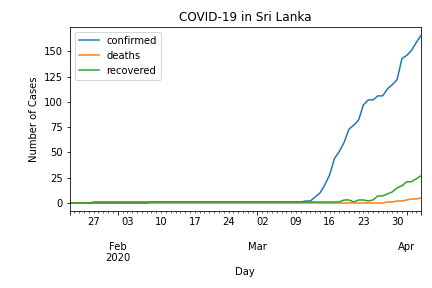 COVID-19 in Sri Lanka
confirmed
deaths
recovered
Number of Cases
150
125
100
75
50
25
0
27 03 10 17 24 02 09 16 23 30
Feb Mar Apr
2020
Day